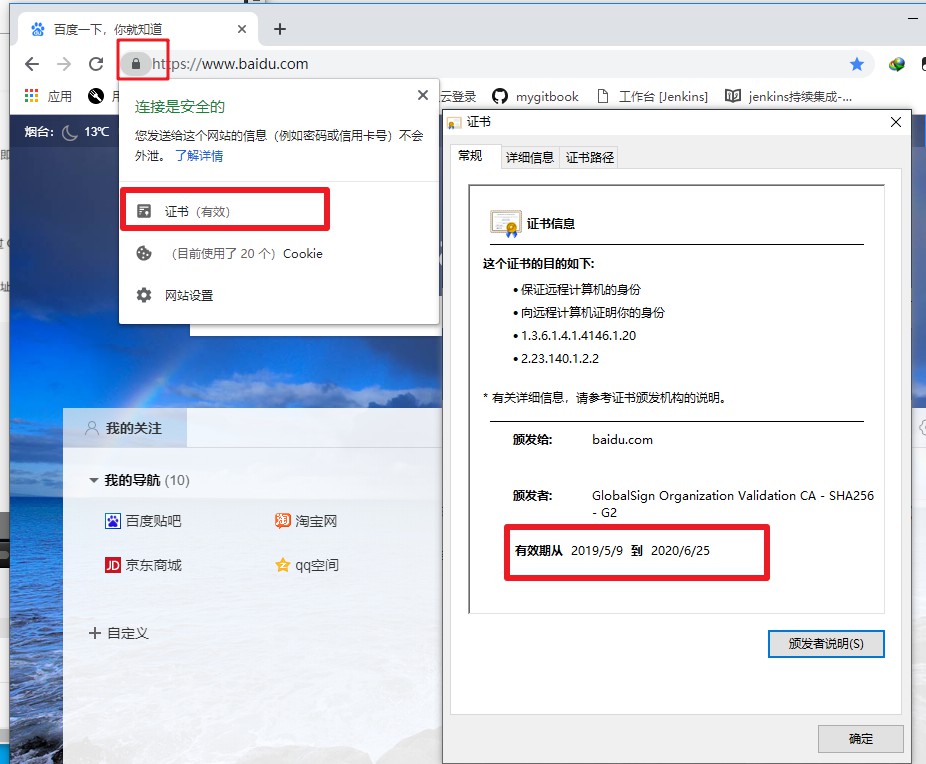 百度一下，你就知道
https://www.baidu.com
应用
云登录
mygitbook
工作台 [Jenkins]
jenkins持续集成-...
烟台：
13℃
连接是安全的
您发送给这个网站的信息（例如密码或信用卡号）不会
外泄。 了解详情
证书 （有效）
（目前使用了 20 个） Cookie
网站设置
我的关注
我的导航 (10)
百度贴吧
淘宝网
京东商城
qq空间
自定义
证书
常规
详细信息
证书路径
证书信息
这个证书的目的如下:
• 保证远程计算机的身份
• 向远程计算机证明你的身份
• 1.3.6.1.4.1.4146.1.20
• 2.23.140.1.2.2
* 有关详细信息，请参考证书颁发机构的说明。
颁发给: baidu.com
颁发者: GlobalSign Organization Validation CA - SHA256
- G2
有效期从 2019/5/9 到 2020/6/25
颁发者说明(S)
确定